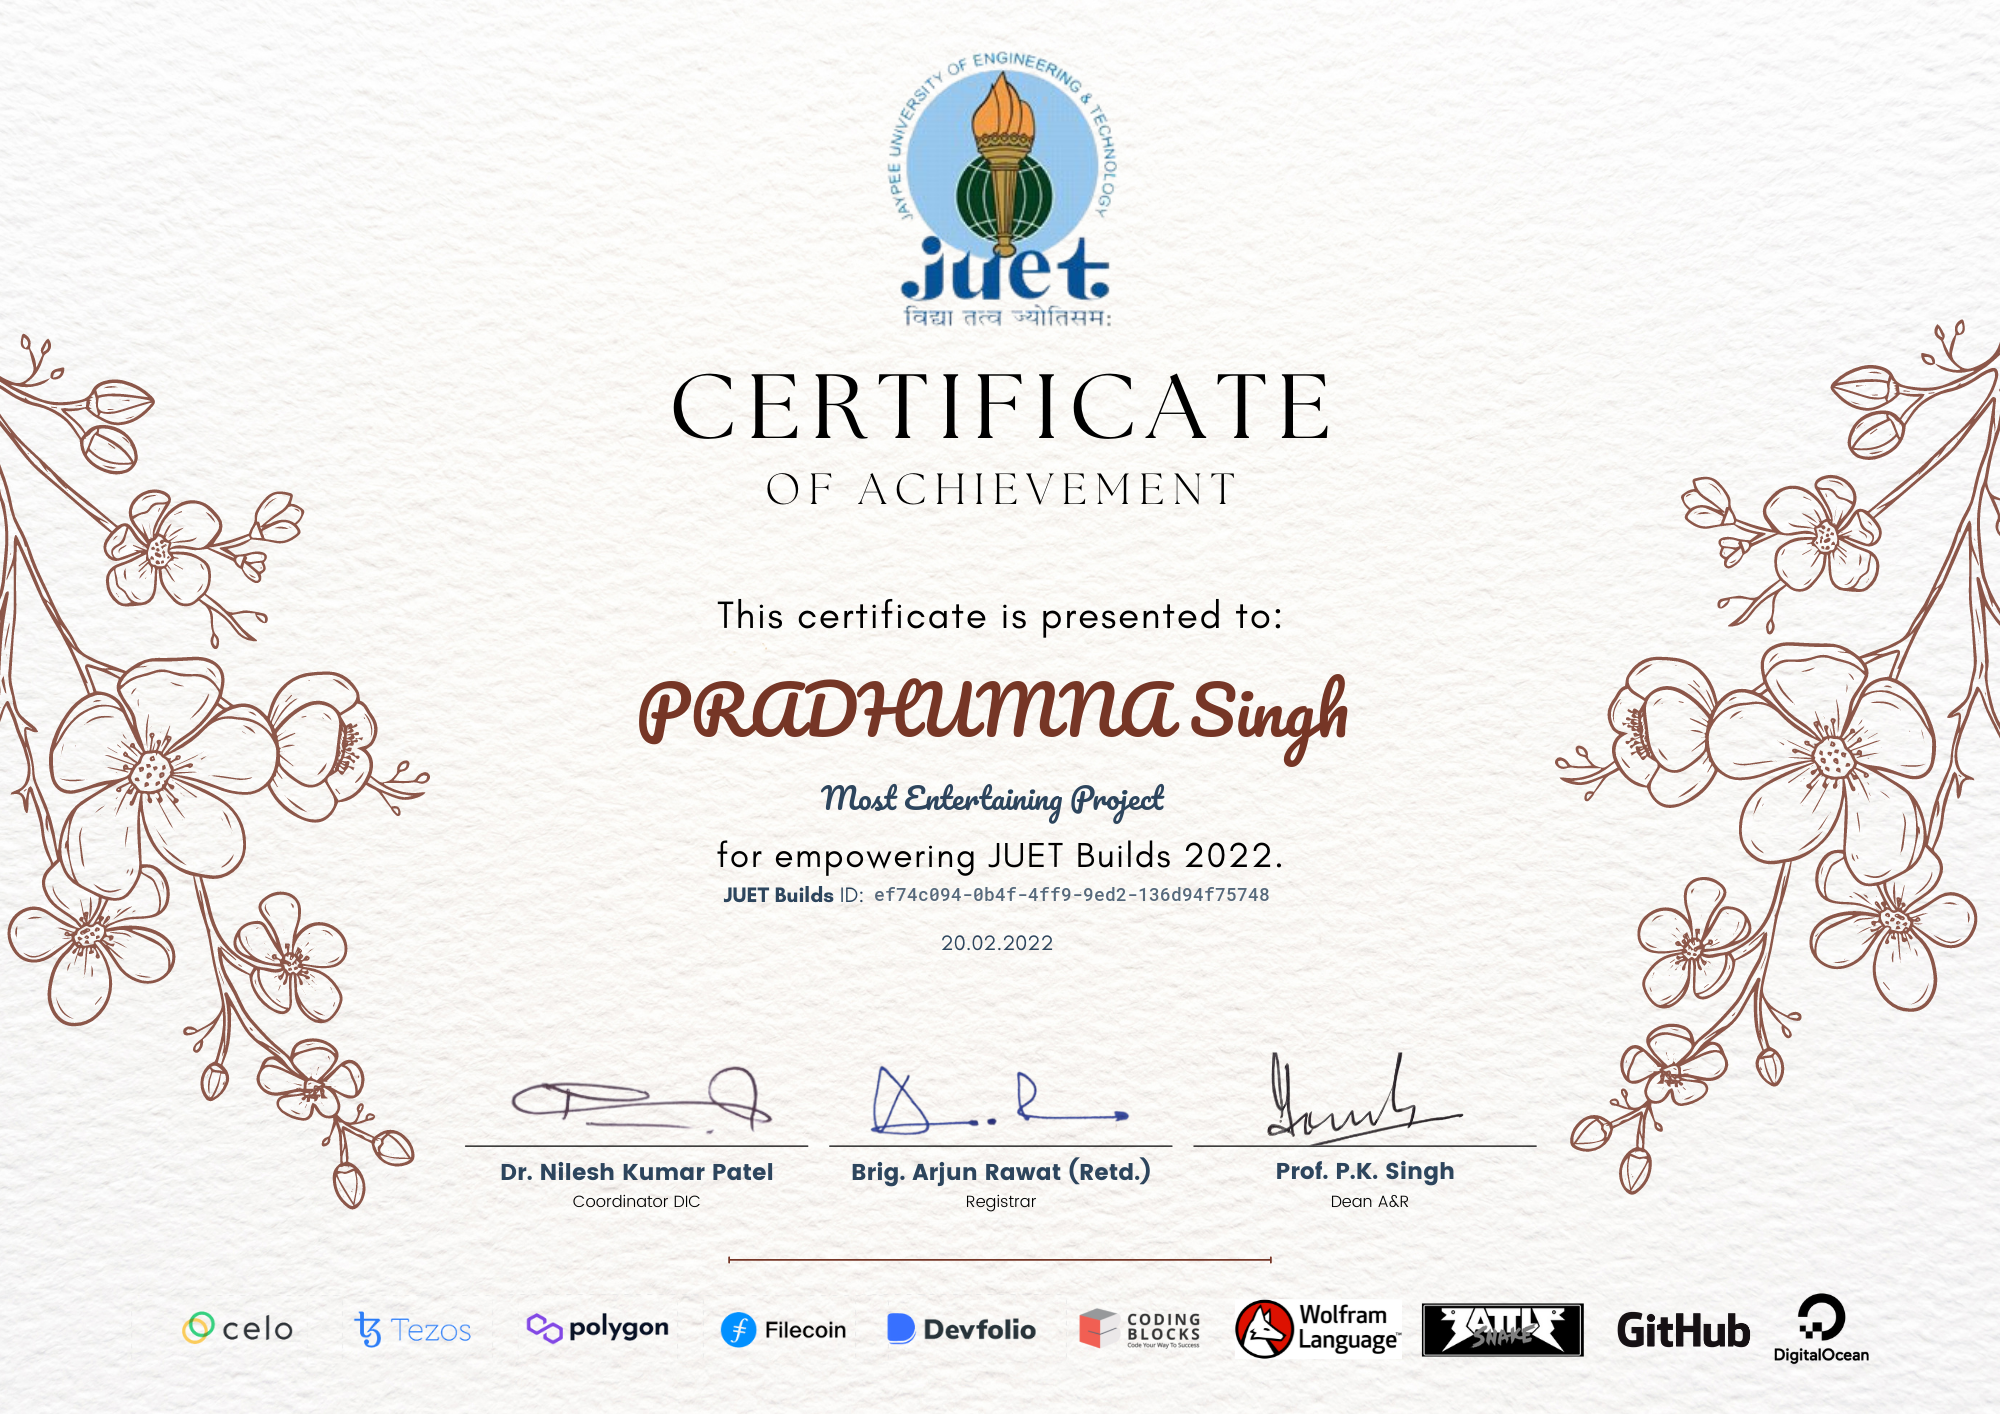 JAYPEE UNIVERSITY OF ENGINEERING & TECHNOLOGY
juet
विद्या तत्व ज्योतिसम:
CERTIFICATE
OF ACHIEVEMENT
This certificate is presented to:
PRADHUMNA Singh
Most Entertaining Project
for empowering JUET Builds 2022.
JUET Builds ID: ef74c094-0b4f-4ff9-9ed2-136d94f75748
20.02.2022
Dr. Nilesh Kumar Patel
Coordinator DIC
Brig. Arjun Rawat (Retd.)
Registrar
Prof. P.K. Singh
Dean A&R
celo
Tezos
polygon
Filecoin
Devfolio
CODING
BLOCKS
Code Your Way To Success
Wolfram
Language™
BATTLE
SNAKE
GitHub
DigitalOcean